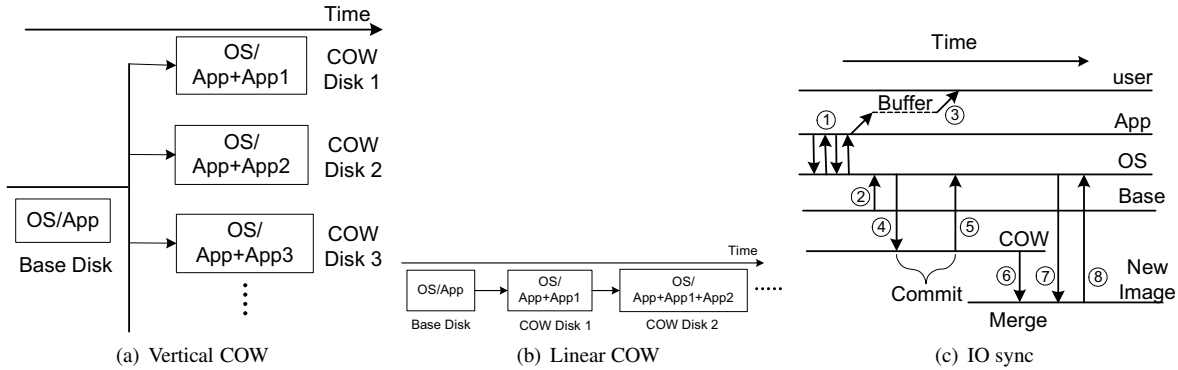 Time
OS/
App+App1
COW
Disk 1
OS/
App+App2
COW
Disk 2
OS/App
Base Disk
OS/
App+App3
COW
Disk 3
(a) Vertical COW
Time
OS/App
OS/
App+App1
OS/
App+App1+App2
Base Disk
COW Disk 1
COW Disk 2
(b) Linear COW
Time
user
Buffer
③
①
App
OS
②
Base
④
⑤
COW
⑥
⑦
⑧
New
Image
Commit
Merge
(c) IO sync